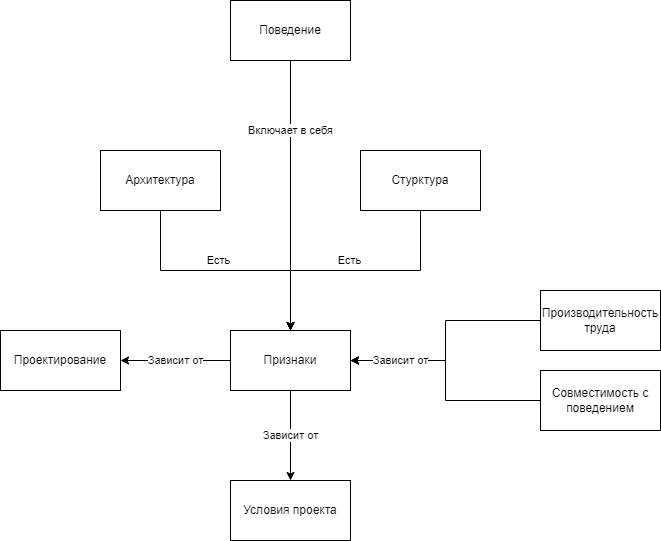 Поведение
Включает в себя
Архитектура
Стурктура
Есть
Есть
Производительность
труда
Проектирование
Зависит от
Признаки
Зависит от
Совместимость с
поведением
Зависит от
Условия проекта